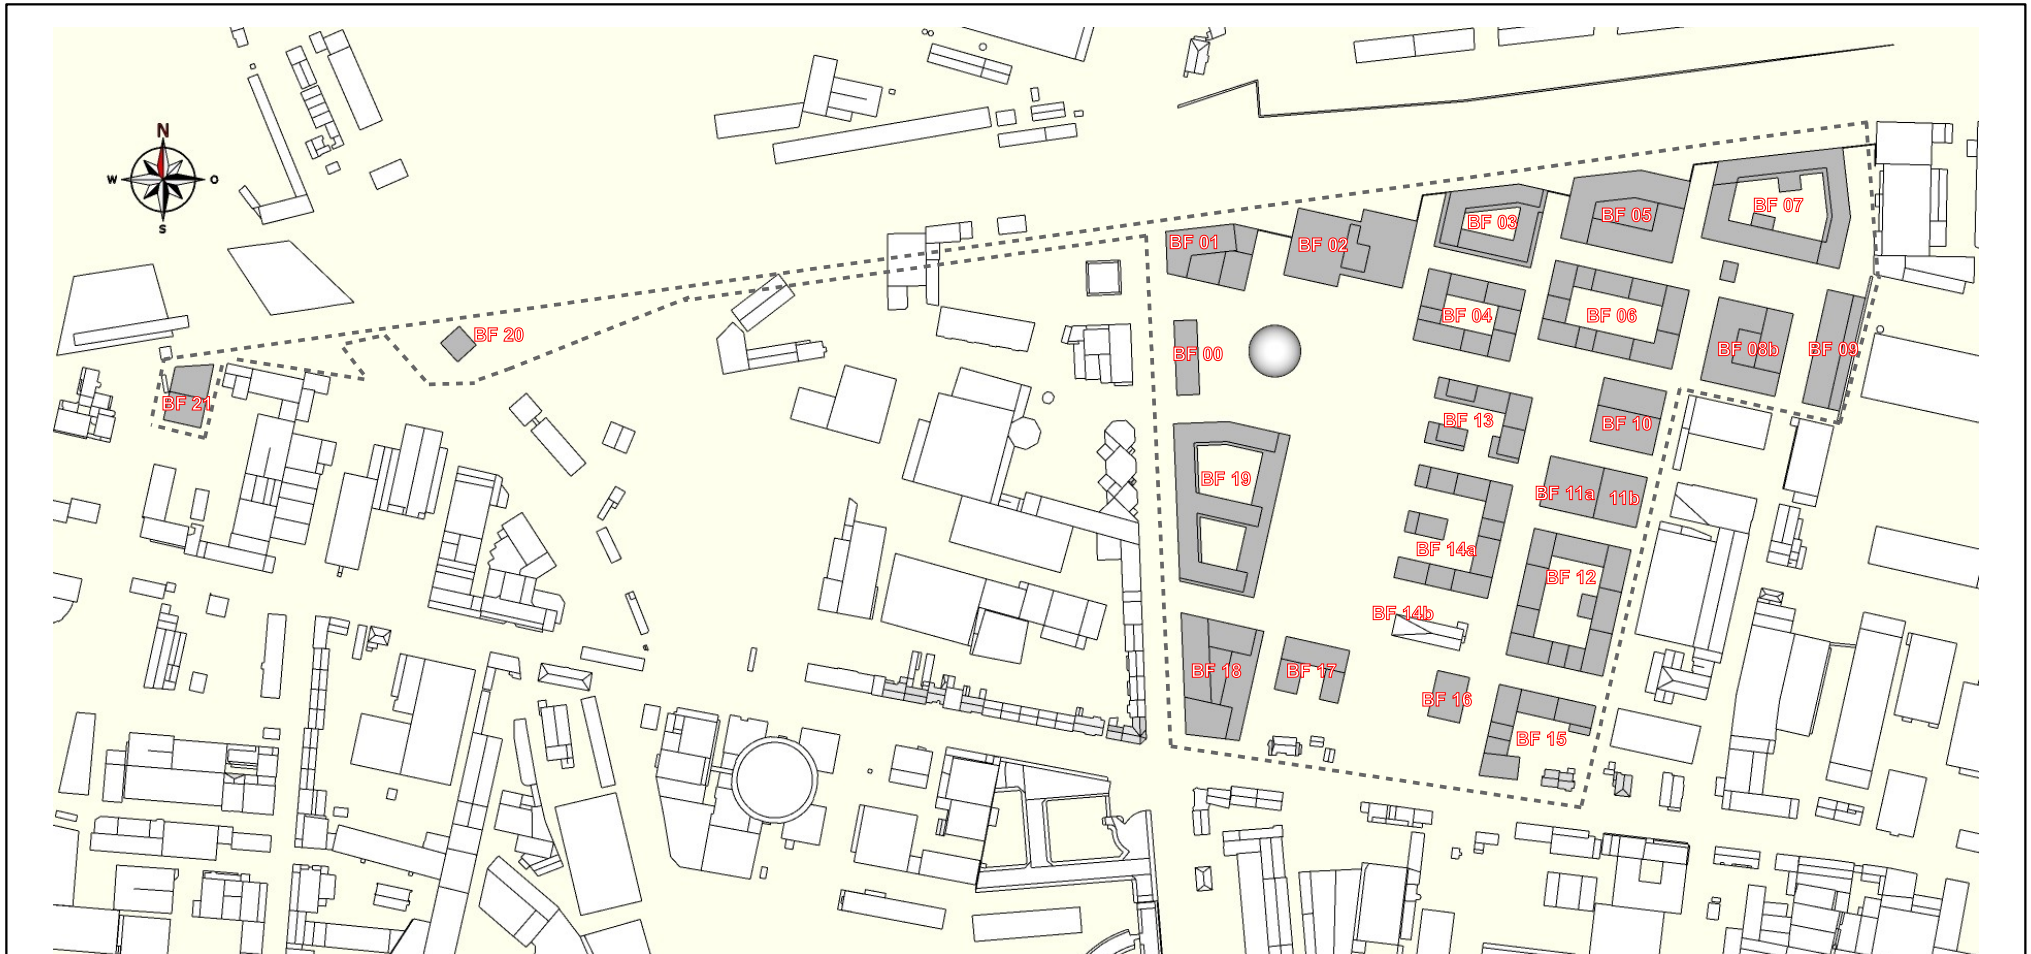 N
W
O
S
BF 01
BF 02
BF 03
BF 05
BF 07
BF 04
BF 06
BF 20
BF 00
BF 08b
BF 09
BF 21
BF 13
BF 10
BF 19
BF 11a
11b
BF 14a
BF 12
BF 14b
BF 18
BF 17
BF 16
BF 15